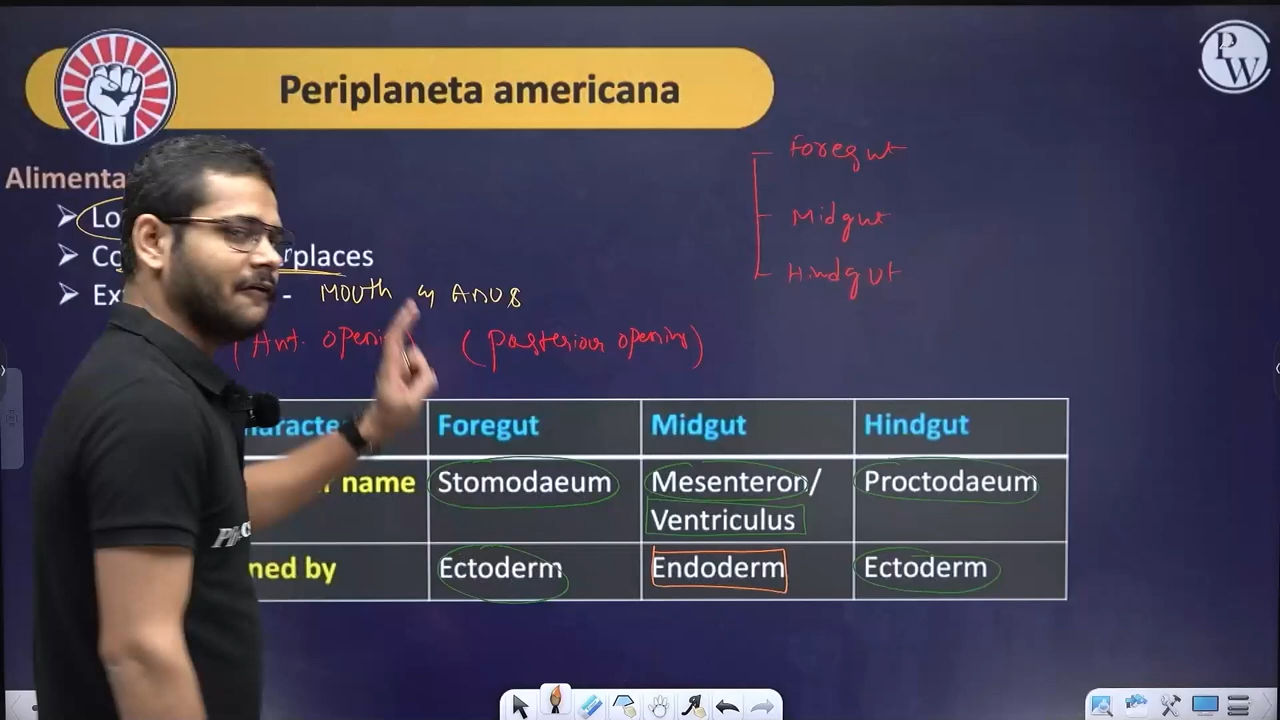 Periplaneta americana
PW
Foregut
Alimenta
Midgut
Lo
Co rplaces
Hindgut
Ex - Mouth & Anus
(Ant. opening) (Posterior opening)
Foregut Midgut Hindgut
name Stomodaeum Mesenteron/ Proctodaeum
Ventriculus
ned by Ectoderm Endoderm Ectoderm